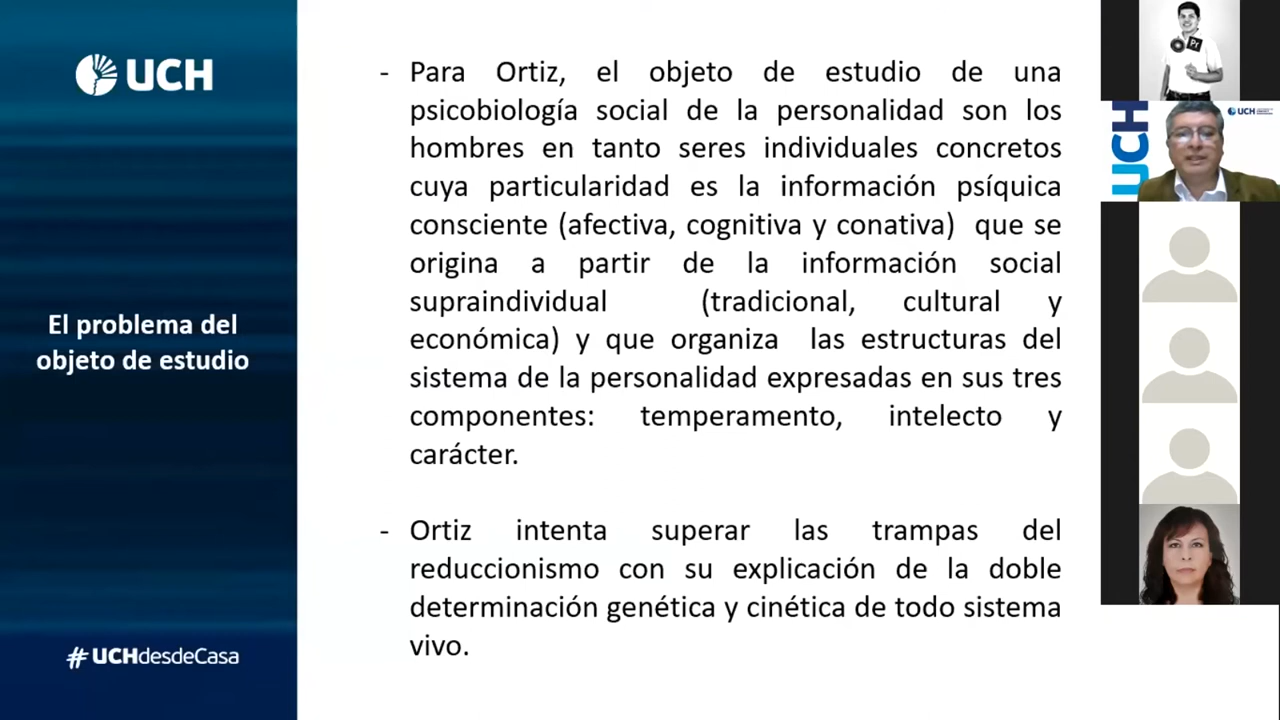 UCH
El problema del
objeto de estudio
#UCHdesdeCasa
- Para Ortiz, el objeto de estudio de una
psicobiología social de la personalidad son los
hombres en tanto seres individuales concretos
cuya particularidad es la información psíquica
consciente (afectiva, cognitiva y conativa) que se
origina a partir de la información social
supraindividual (tradicional, cultural y
económica) y que organiza las estructuras del
sistema de la personalidad expresadas en sus tres
componentes: temperamento, intelecto y
carácter.
- Ortiz intenta superar las trampas del
reduccionismo con su explicación de la doble
determinación genética y cinética de todo sistema
vivo.
Pr
UCH
UCH